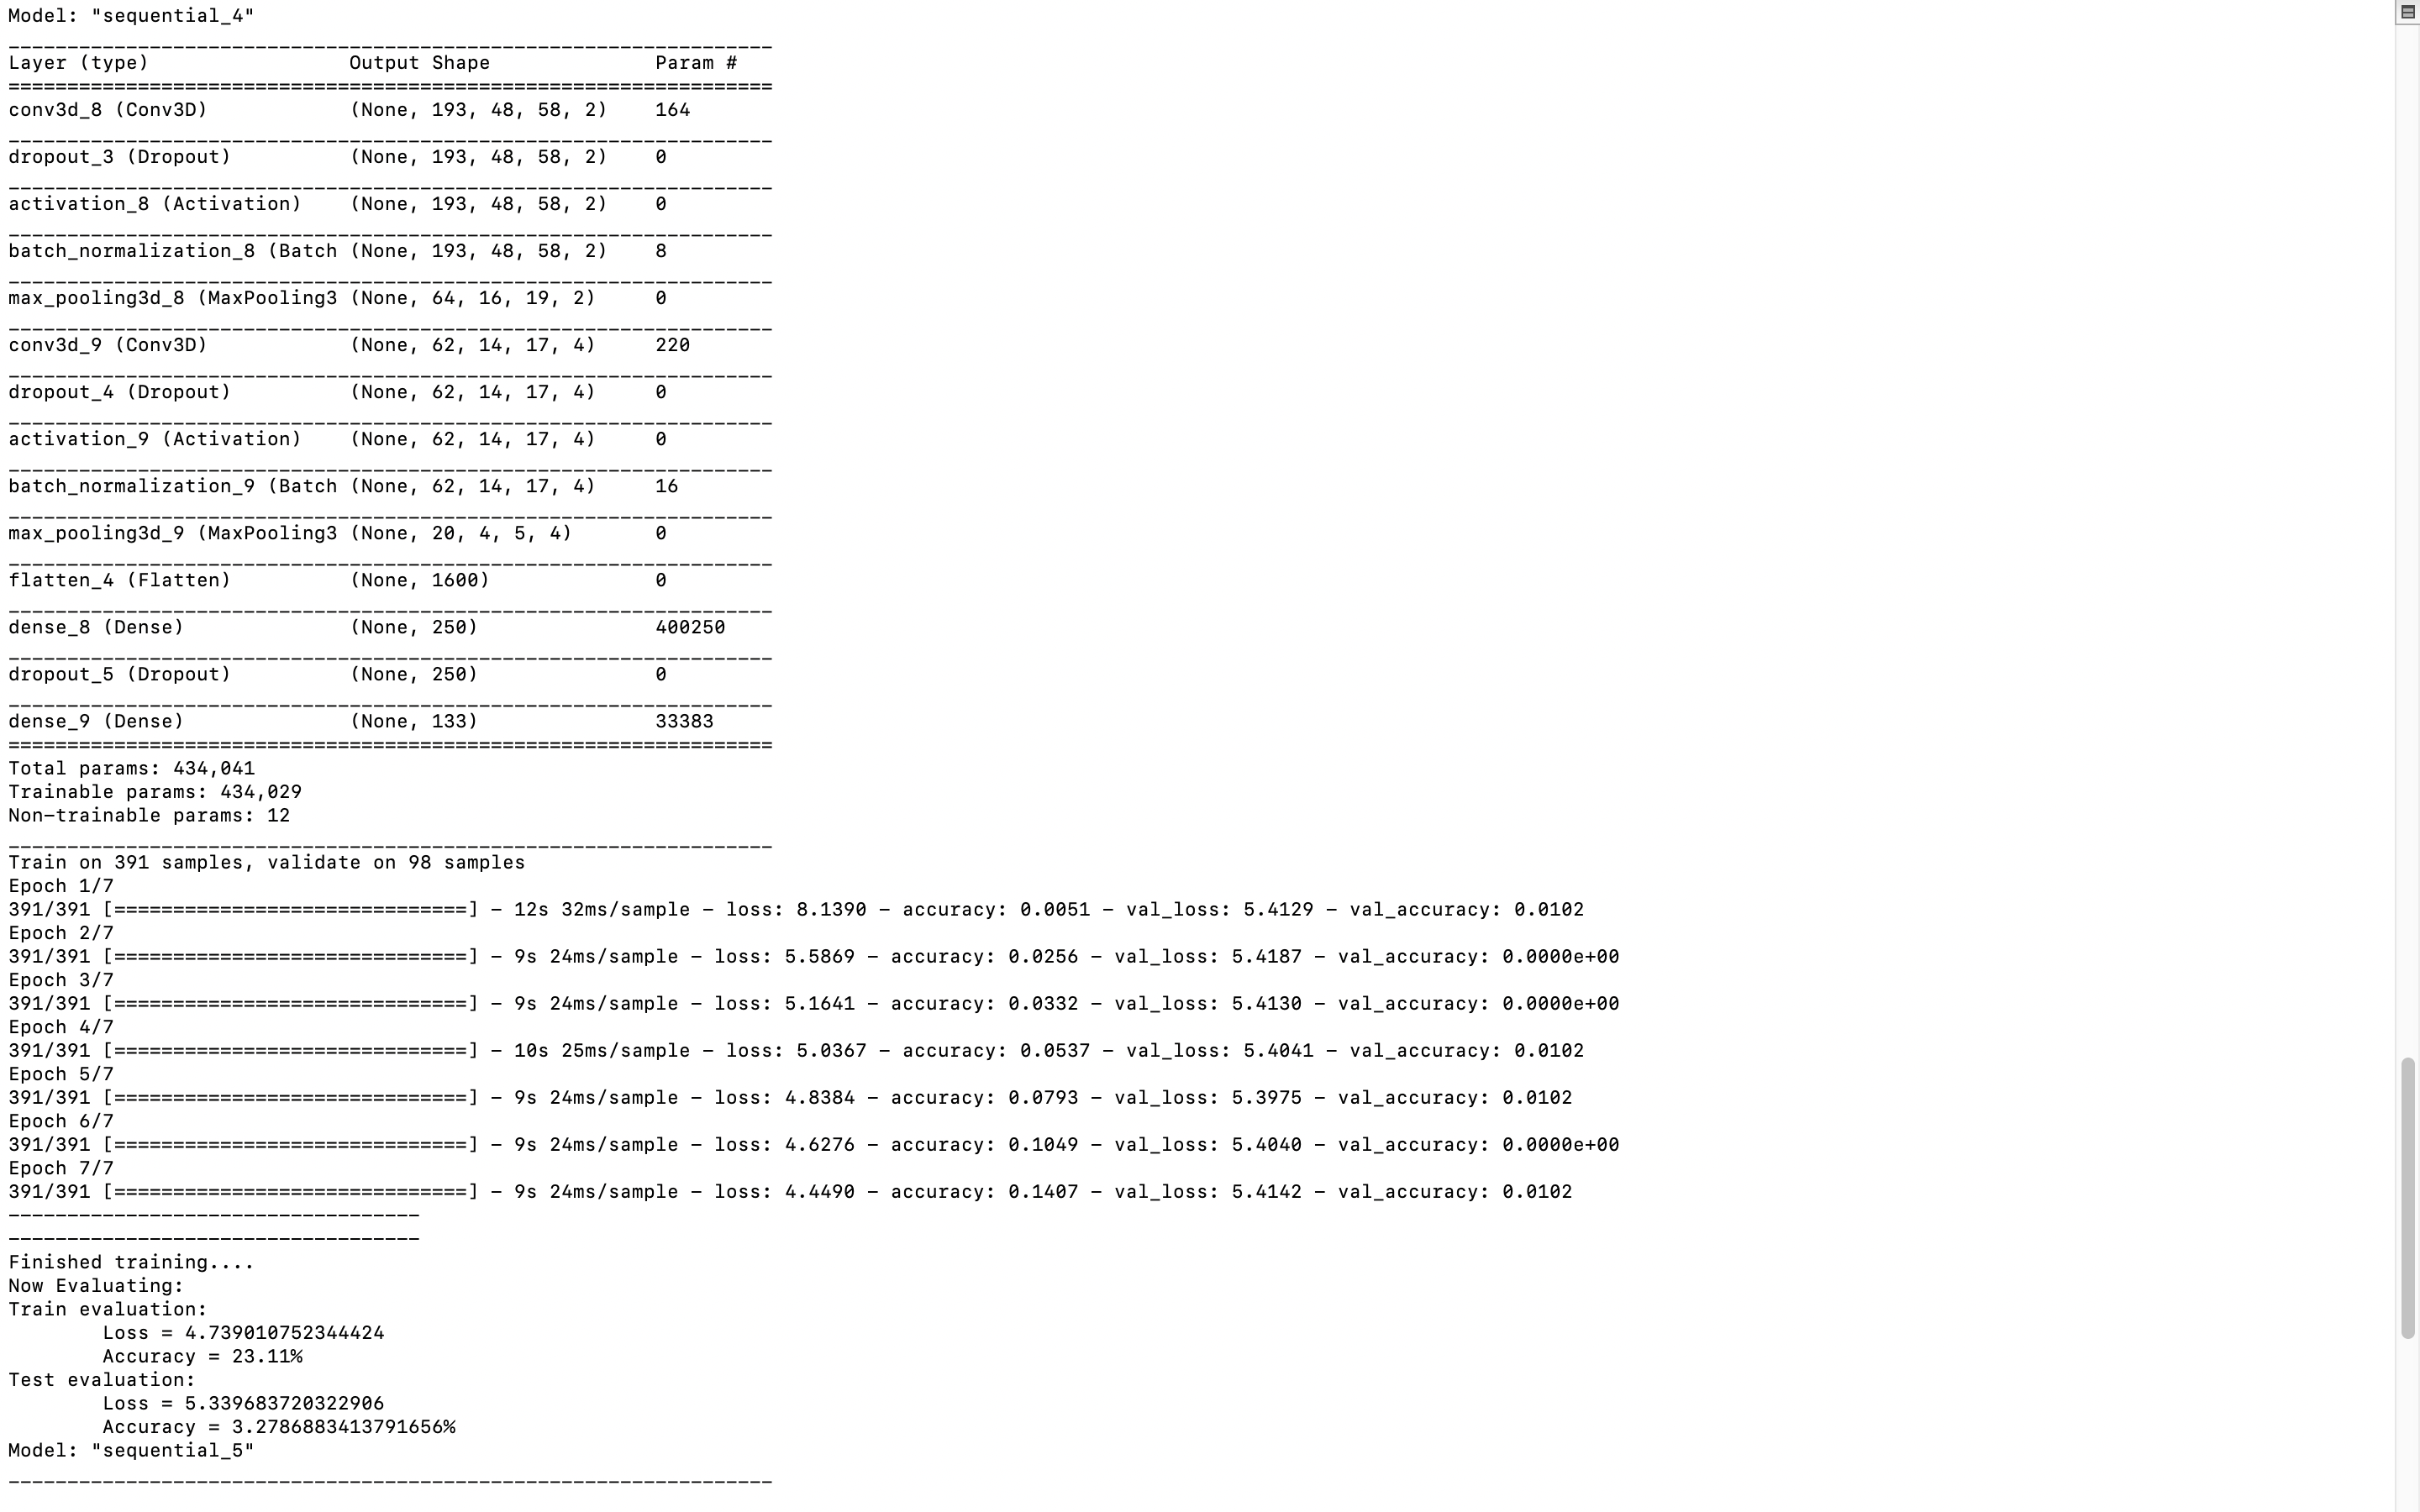 Model: "sequential_4"
_________________________________________________________________
Layer (type)                 Output Shape              Param #
=================================================================
conv3d_8 (Conv3D)            (None, 193, 48, 58, 2)    164
_________________________________________________________________
dropout_3 (Dropout)          (None, 193, 48, 58, 2)    0
_________________________________________________________________
activation_8 (Activation)    (None, 193, 48, 58, 2)    0
_________________________________________________________________
batch_normalization_8 (Batch (None, 193, 48, 58, 2)    8
_________________________________________________________________
max_pooling3d_8 (MaxPooling3 (None, 64, 16, 19, 2)     0
_________________________________________________________________
conv3d_9 (Conv3D)            (None, 62, 14, 17, 4)     220
_________________________________________________________________
dropout_4 (Dropout)          (None, 62, 14, 17, 4)     0
_________________________________________________________________
activation_9 (Activation)    (None, 62, 14, 17, 4)     0
_________________________________________________________________
batch_normalization_9 (Batch (None, 62, 14, 17, 4)     16
_________________________________________________________________
max_pooling3d_9 (MaxPooling3 (None, 20, 4, 5, 4)       0
_________________________________________________________________
flatten_4 (Flatten)          (None, 1600)              0
_________________________________________________________________
dense_8 (Dense)              (None, 250)               400250
_________________________________________________________________
dropout_5 (Dropout)          (None, 250)               0
_________________________________________________________________
dense_9 (Dense)              (None, 133)               33383
=================================================================
Total params: 434,041
Trainable params: 434,029
Non-trainable params: 12
_________________________________________________________________
Train on 391 samples, validate on 98 samples
Epoch 1/7
391/391 [==============================] - 12s 32ms/sample - loss: 8.1390 - accuracy: 0.0051 - val_loss: 5.4129 - val_accuracy: 0.0102
Epoch 2/7
391/391 [==============================] - 9s 24ms/sample - loss: 5.5869 - accuracy: 0.0256 - val_loss: 5.4187 - val_accuracy: 0.0000e+00
Epoch 3/7
391/391 [==============================] - 9s 24ms/sample - loss: 5.1641 - accuracy: 0.0332 - val_loss: 5.4130 - val_accuracy: 0.0000e+00
Epoch 4/7
391/391 [==============================] - 10s 25ms/sample - loss: 5.0367 - accuracy: 0.0537 - val_loss: 5.4041 - val_accuracy: 0.0102
Epoch 5/7
391/391 [==============================] - 9s 24ms/sample - loss: 4.8384 - accuracy: 0.0793 - val_loss: 5.3975 - val_accuracy: 0.0102
Epoch 6/7
391/391 [==============================] - 9s 24ms/sample - loss: 4.6276 - accuracy: 0.1049 - val_loss: 5.4040 - val_accuracy: 0.0000e+00
Epoch 7/7
391/391 [==============================] - 9s 24ms/sample - loss: 4.4490 - accuracy: 0.1407 - val_loss: 5.4142 - val_accuracy: 0.0102
-----------------------------------
-----------------------------------
Finished training....
Now Evaluating:
Train evaluation:
        Loss = 4.739010752344424
        Accuracy = 23.11%
Test evaluation:
        Loss = 5.339683720322906
        Accuracy = 3.2786883413791656%
Model: "sequential_5"
_________________________________________________________________